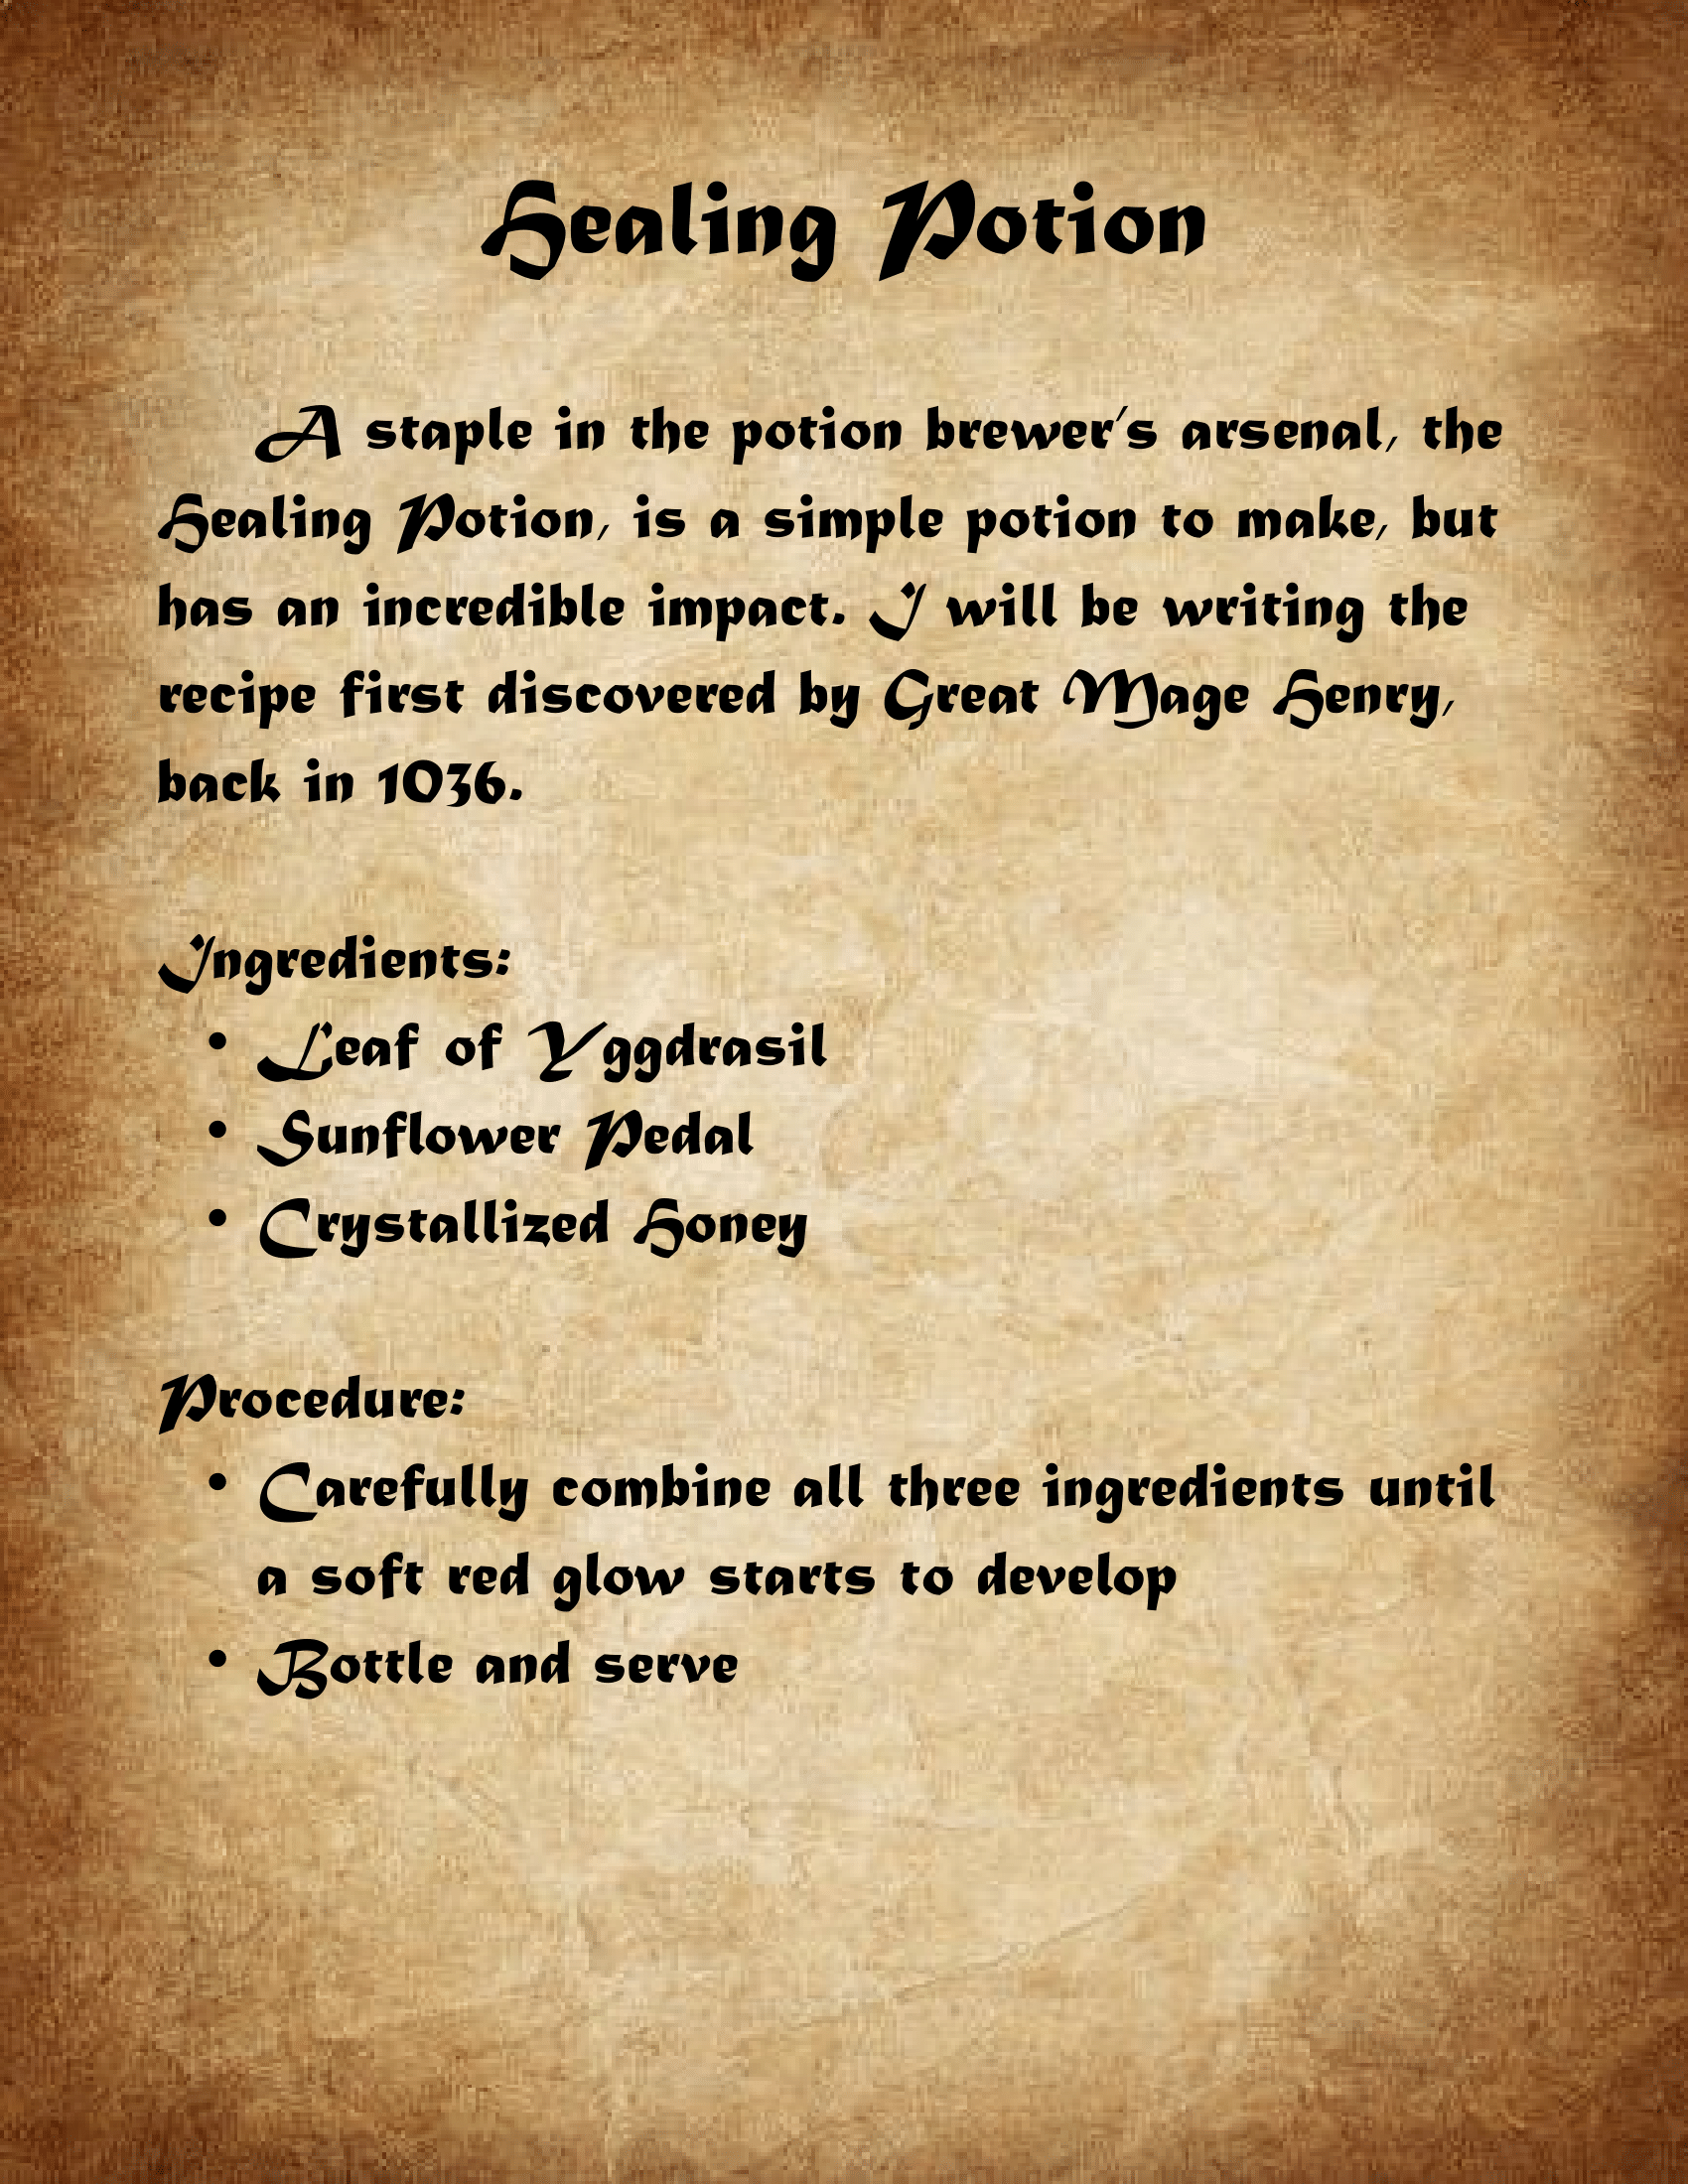 Healing Potion
A staple in the potion brewer's arsenal, the
Healing Potion, is a simple potion to make, but
has an incredible impact. I will be writing the
recipe first discovered by Great Mage Henry,
back in 1036.
Ingredients:
• Leaf of Yggdrasil
• Sunflower Pedal
• Crystallized Honey
Procedure:
• Carefully combine all three ingredients until
a soft red glow starts to develop
• Bottle and serve